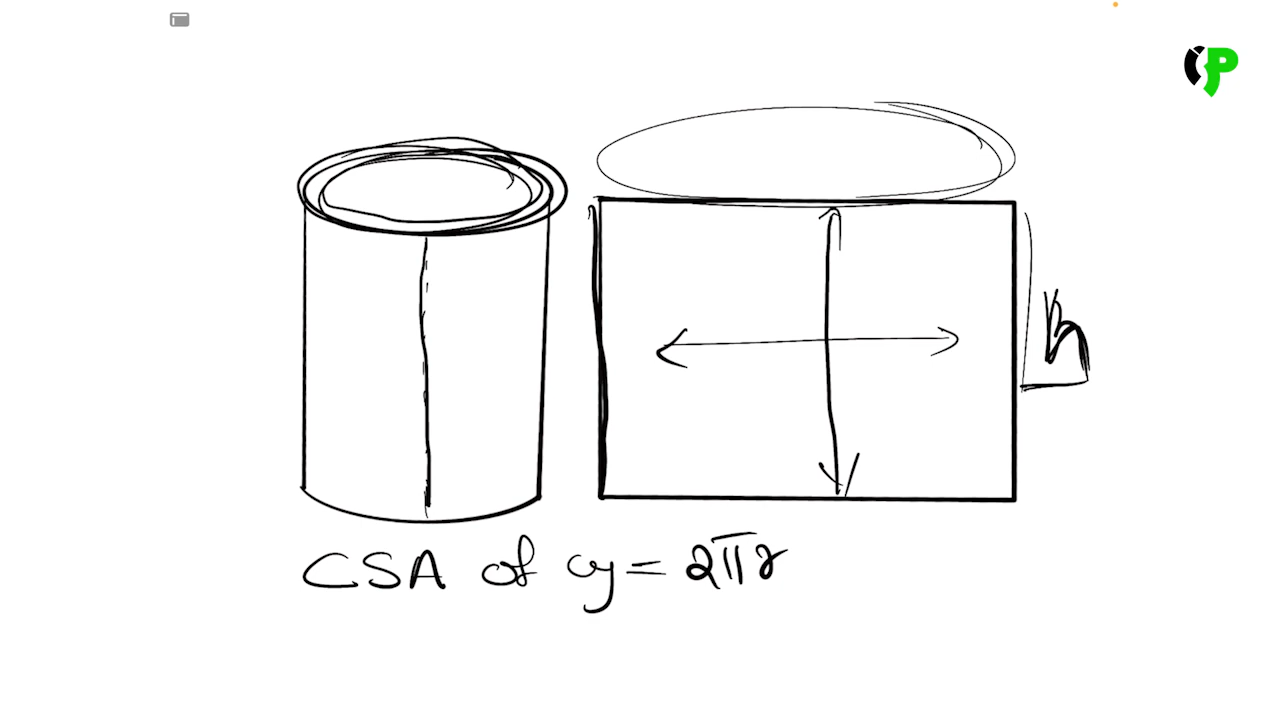 h
CSA of cy = 2πr